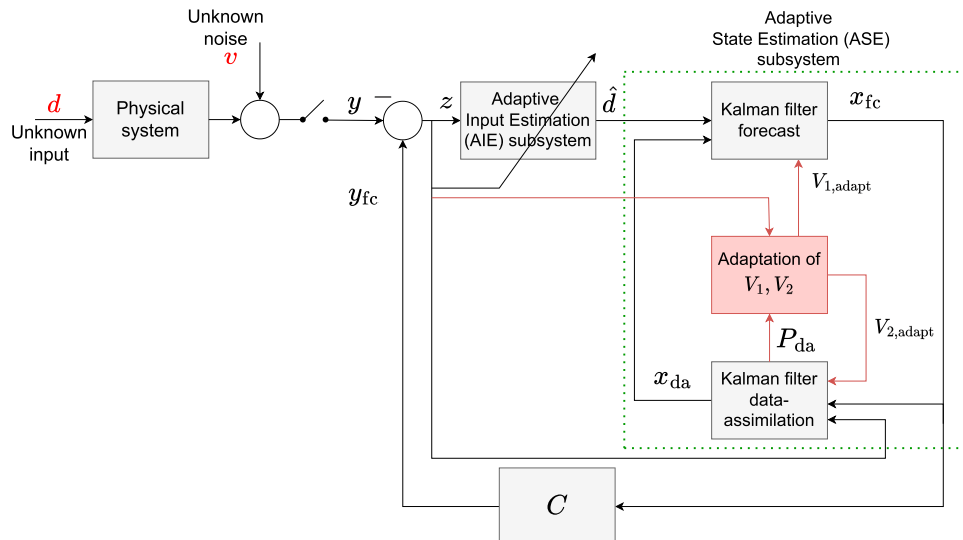 Unknown
noise
v
d
Unknown
input
Physical
system
y
−
z
Adaptive
Input Estimation
(AIE) subsystem
d̂
y_fc
Adaptive
State Estimation (ASE)
subsystem
Kalman filter
forecast
x_fc
V_1,adapt
Adaptation of
V_1, V_2
V_2,adapt
P_da
x_da
Kalman filter
data-
assimilation
C